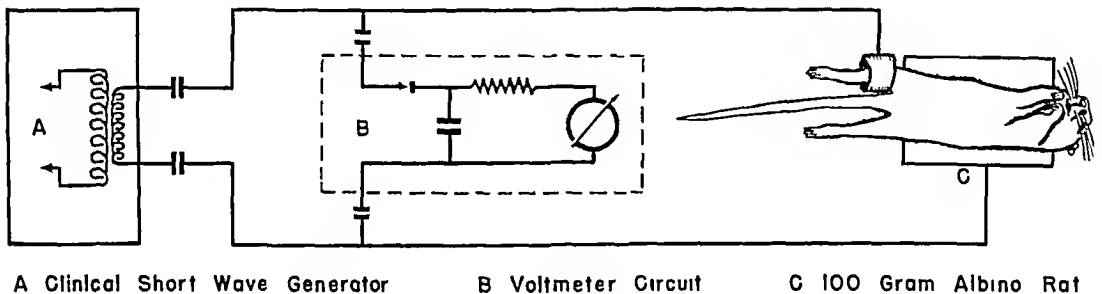 A
B
C
A Clinical Short Wave Generator B Voltmeter Circuit C 100 Gram Albino Rat